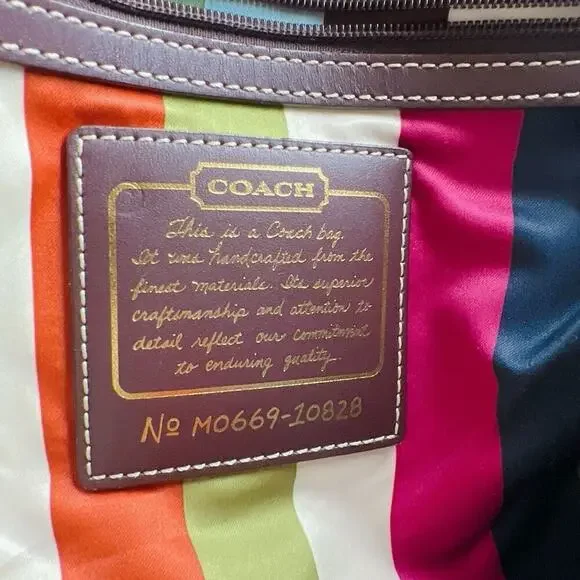 COACH
This is a Coach bag.
It was handcrafted from the
finest materials. Its superior
craftsmanship and attention to
detail reflect our commitment
to enduring quality.
Nº M0669-10828